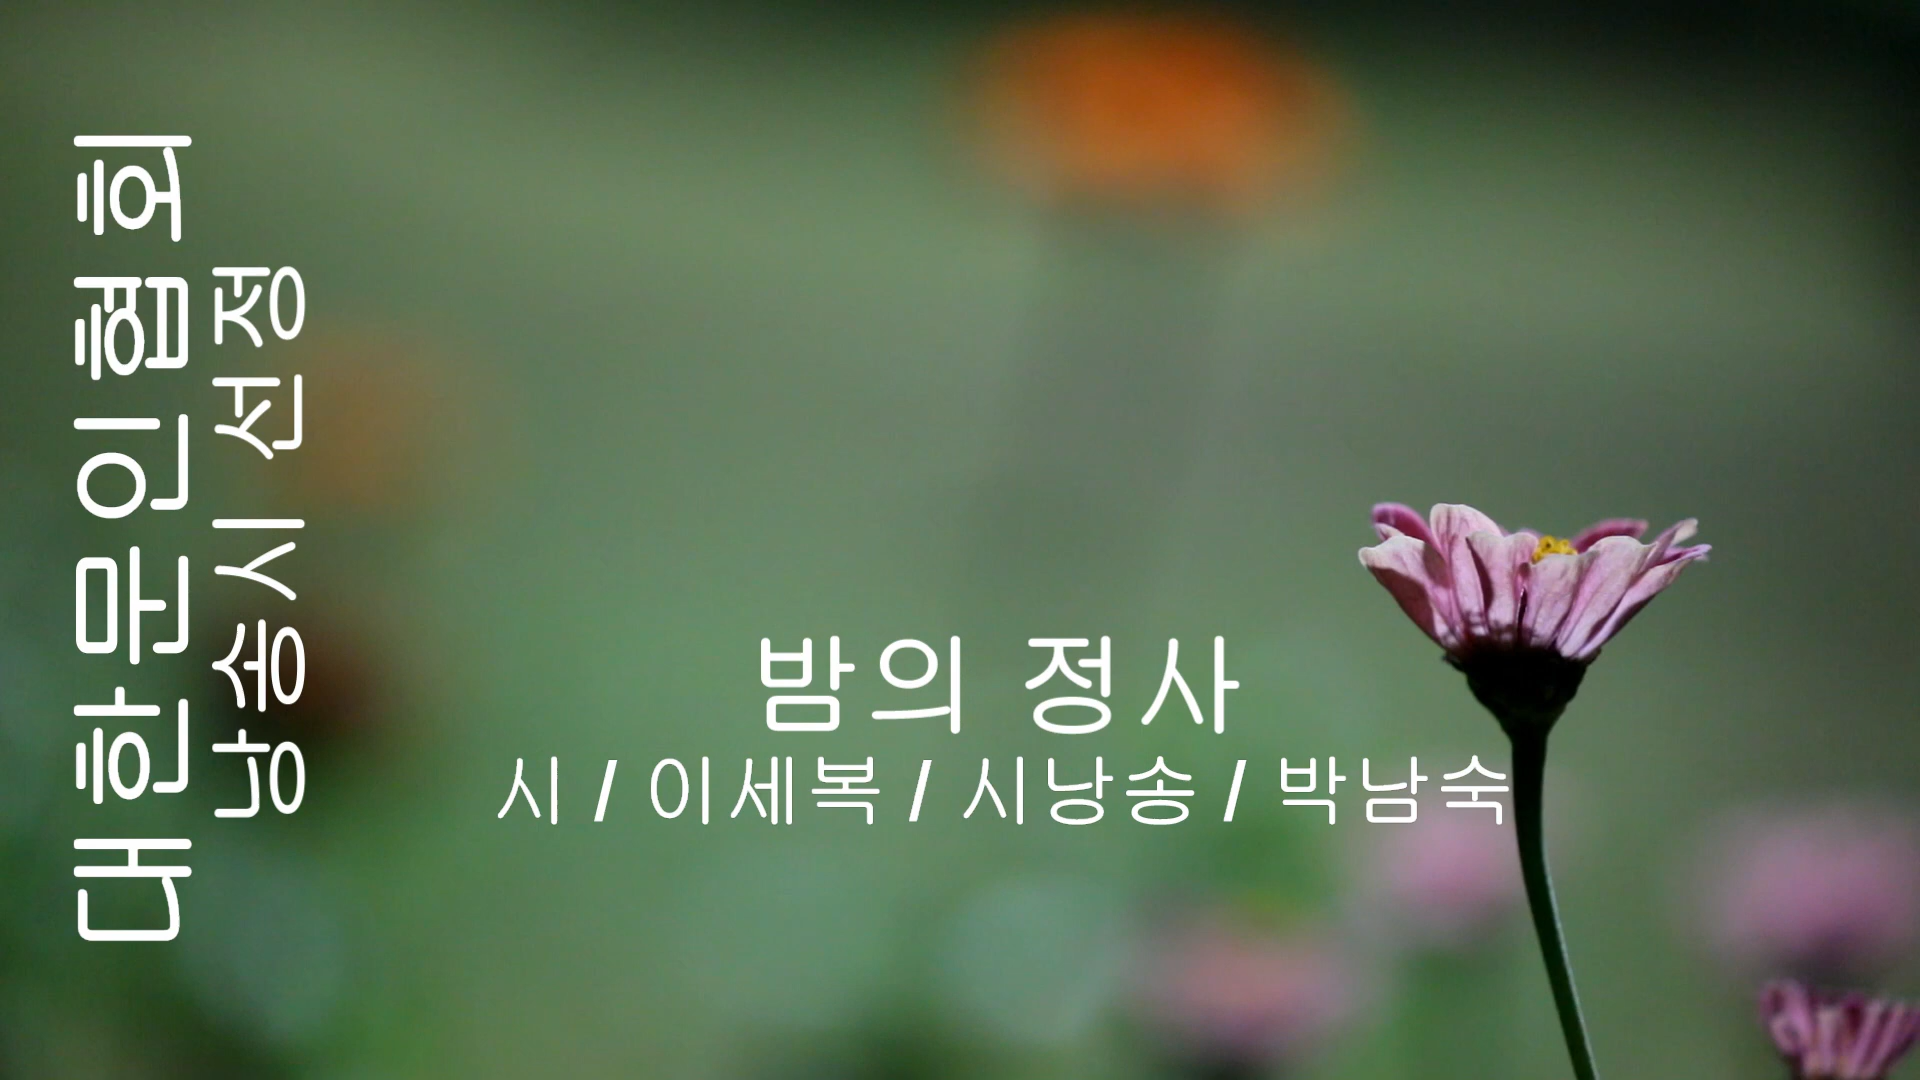 대한문인협회
낭송시 선정
밤의 정사
시 / 이세복 / 시낭송 / 박남숙